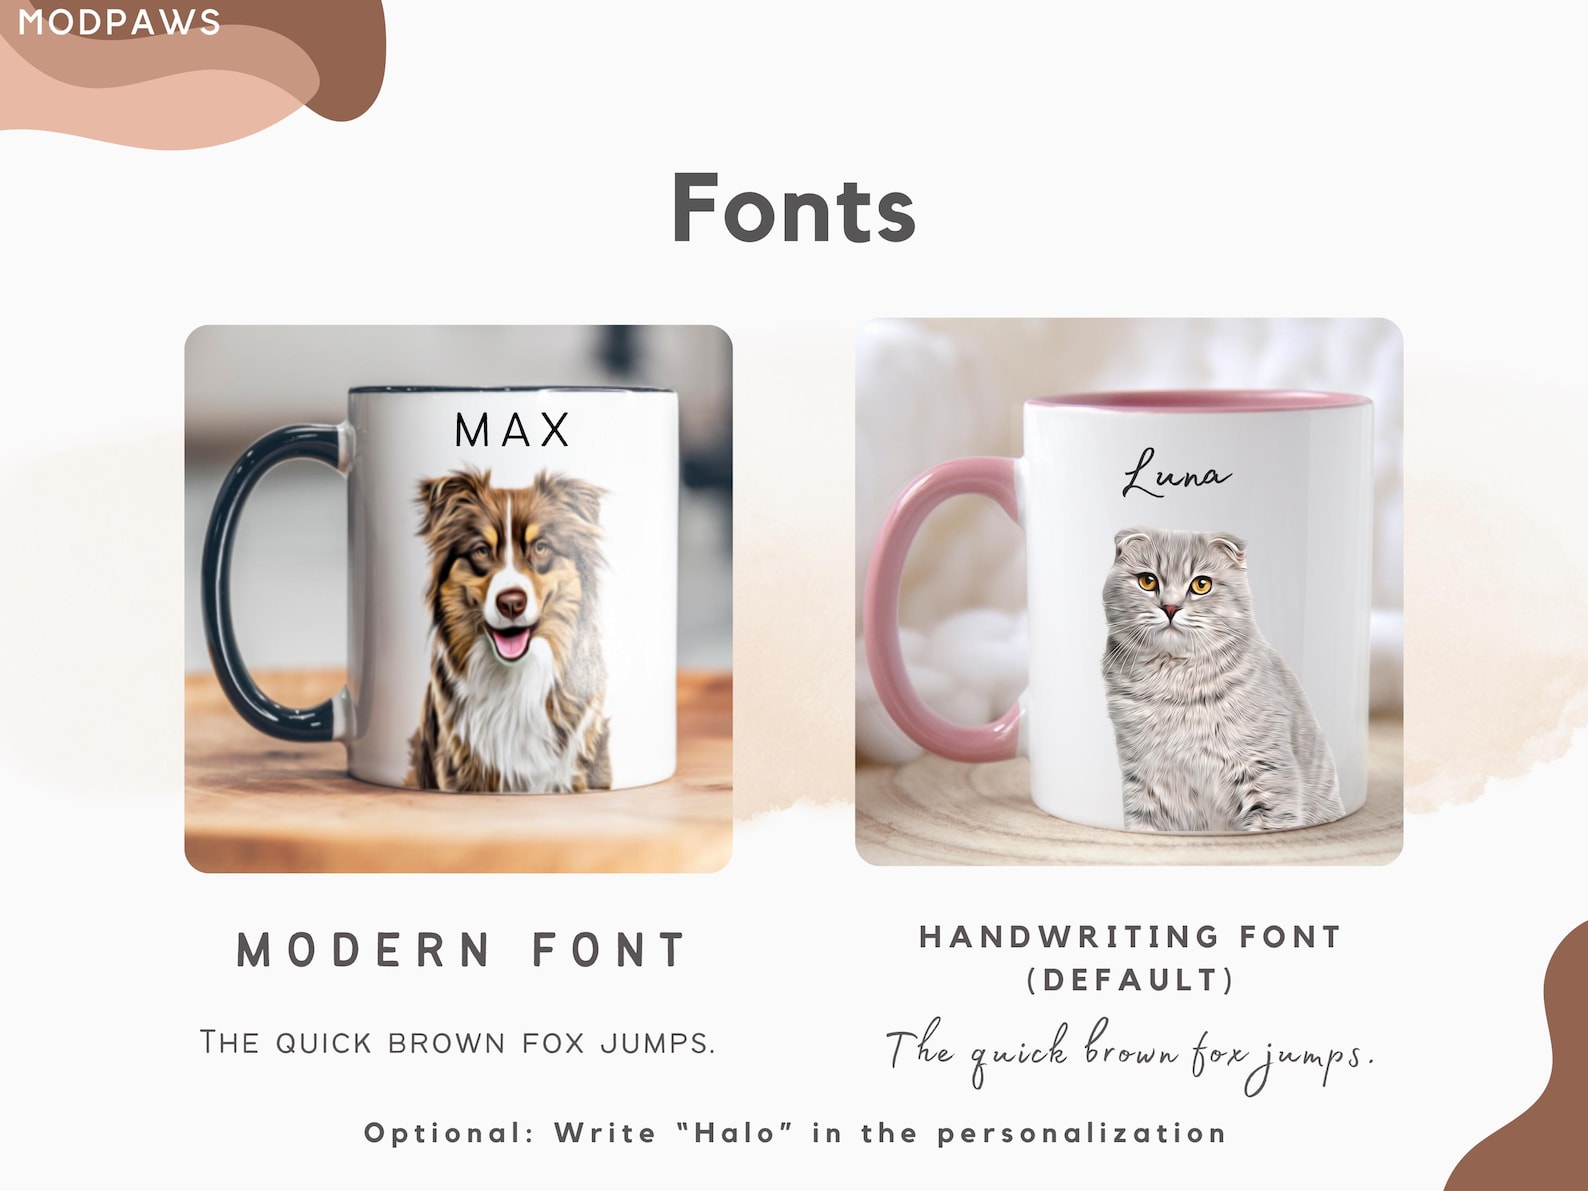 MODPAWS
Fonts
MAX
Luna
MODERN FONT
THE QUICK BROWN FOX JUMPS.
HANDWRITING FONT
(DEFAULT)
The quick brown fox jumps.
Optional: Write “Halo” in the personalization